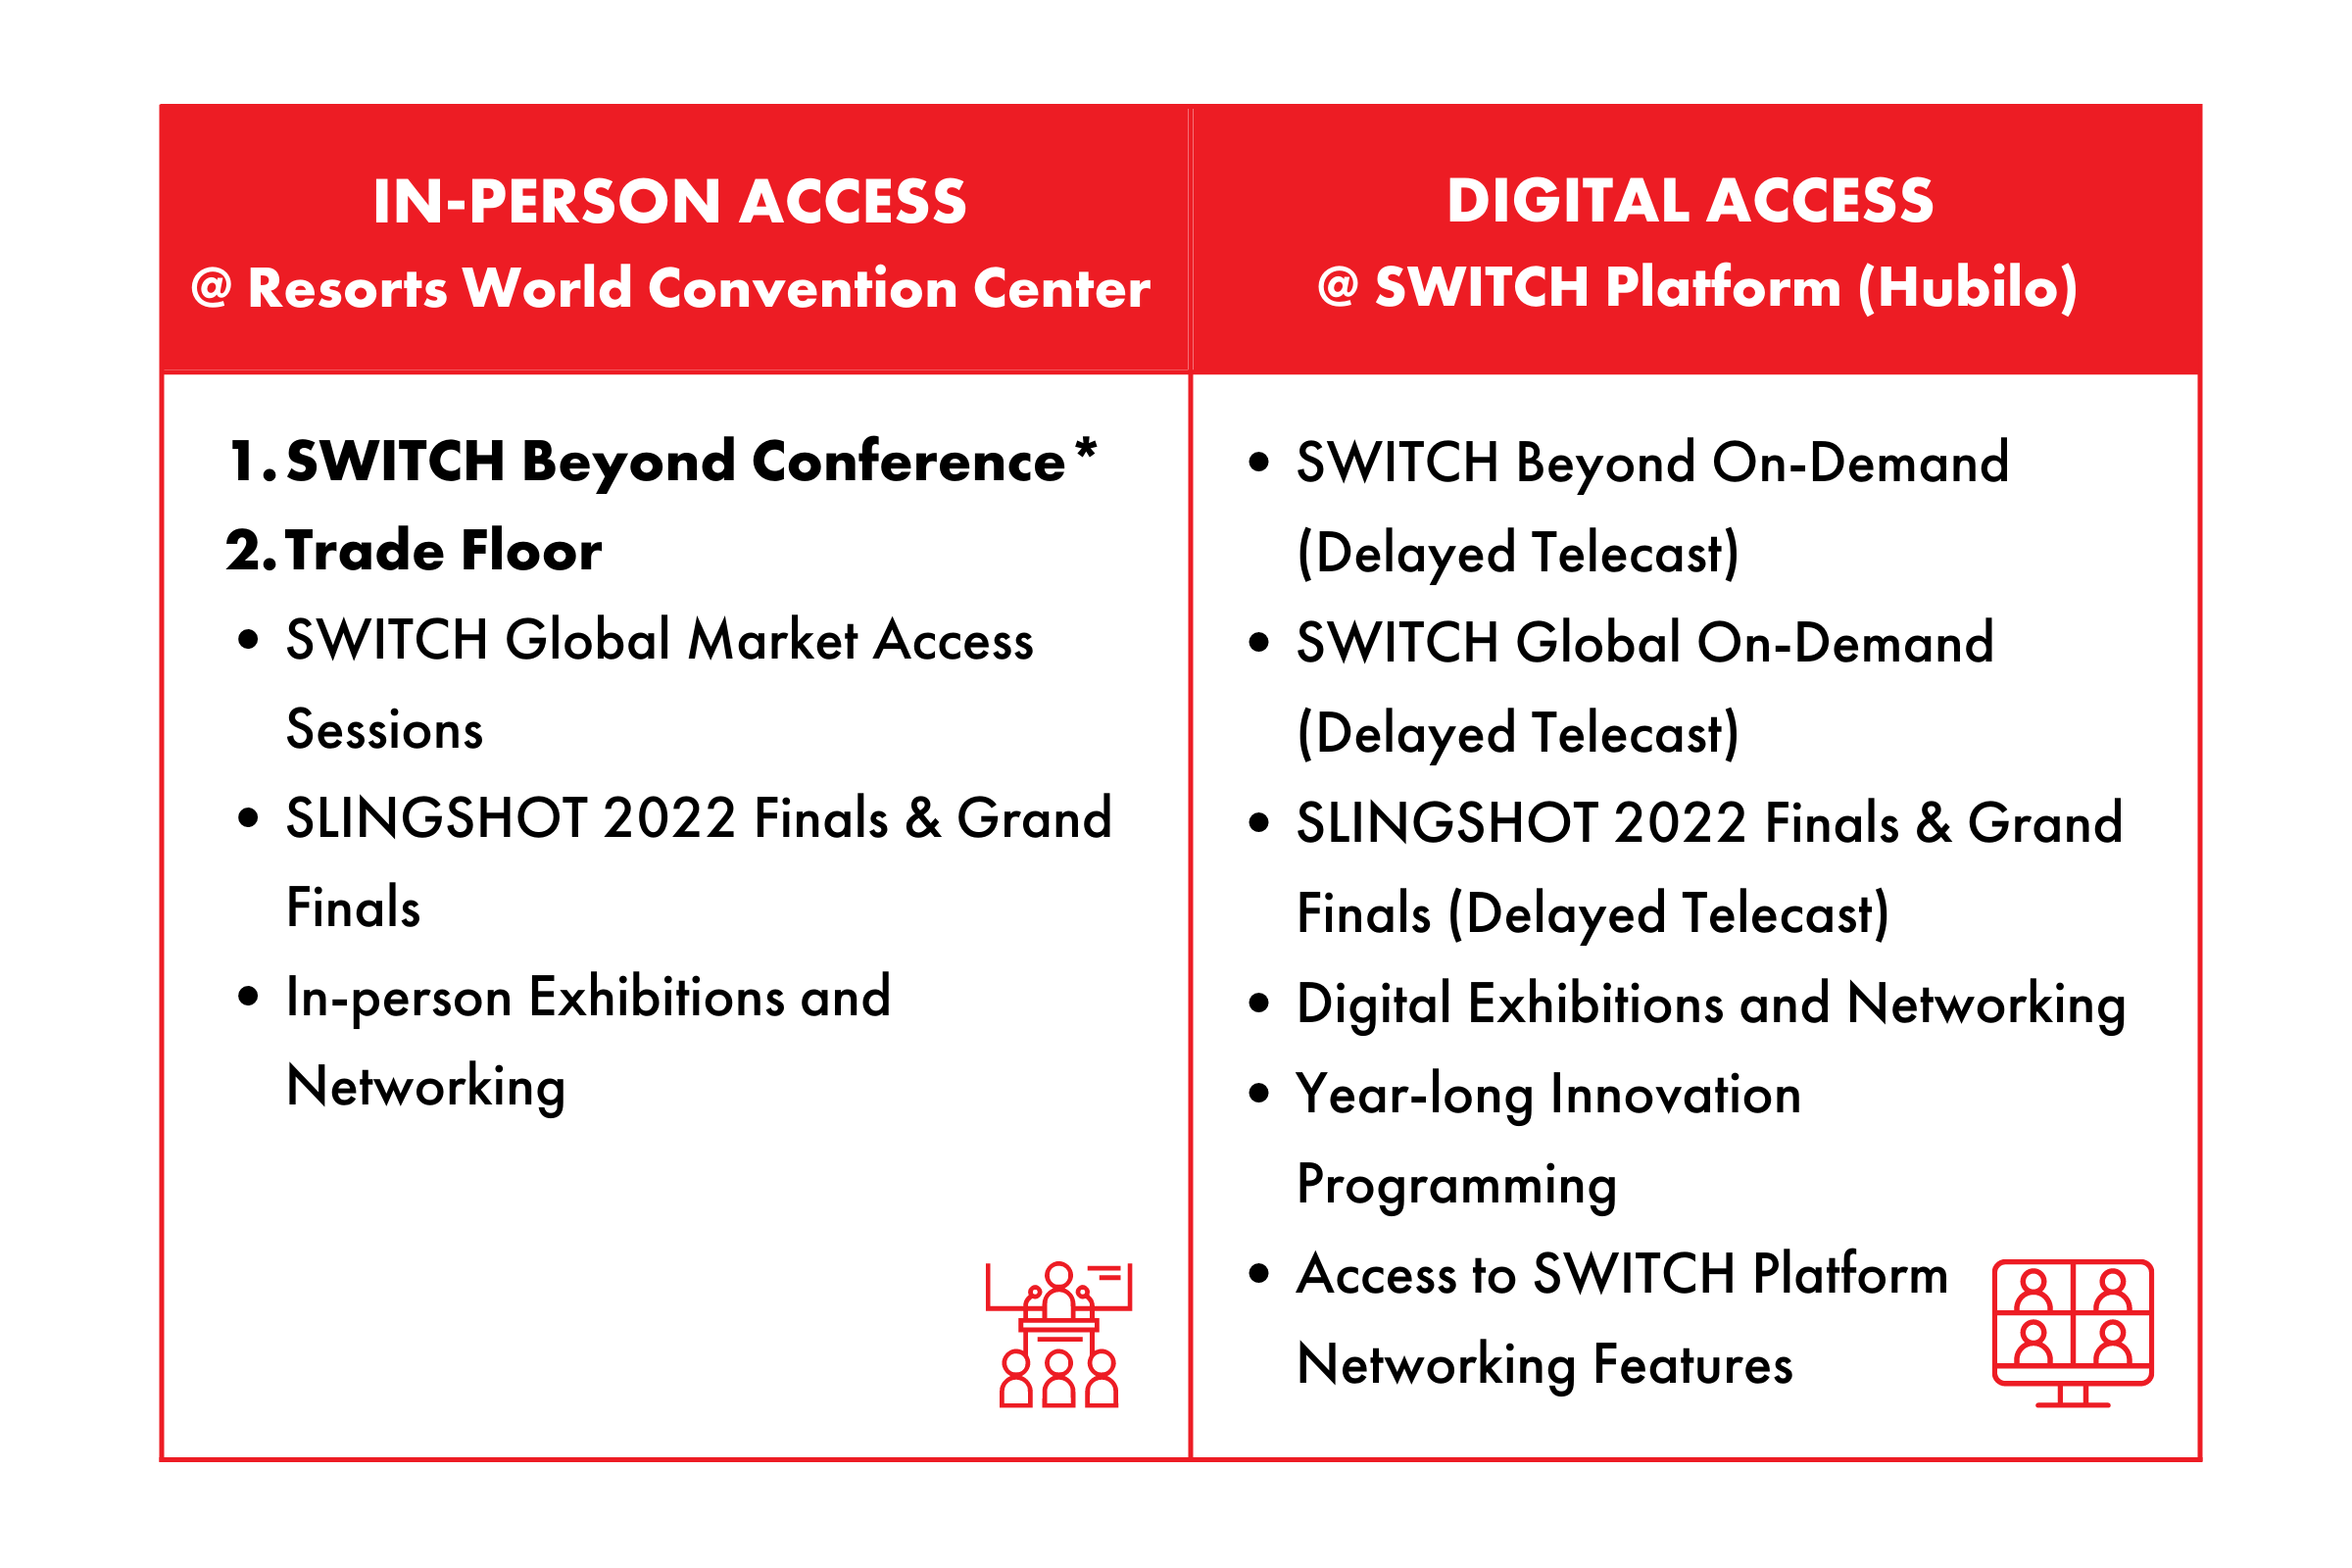 IN-PERSON ACCESS
@ Resorts World Convention Center
1. SWITCH Beyond Conference*
2. Trade Floor
• SWITCH Global Market Access
Sessions
• SLINGSHOT 2022 Finals & Grand
Finals
• In-person Exhibitions and
Networking
DIGITAL ACCESS
@ SWITCH Platform (Hubilo)
• SWITCH Beyond On-Demand
(Delayed Telecast)
• SWITCH Global On-Demand
(Delayed Telecast)
• SLINGSHOT 2022 Finals & Grand
Finals (Delayed Telecast)
• Digital Exhibitions and Networking
• Year-long Innovation
Programming
• Access to SWITCH Platform
Networking Features